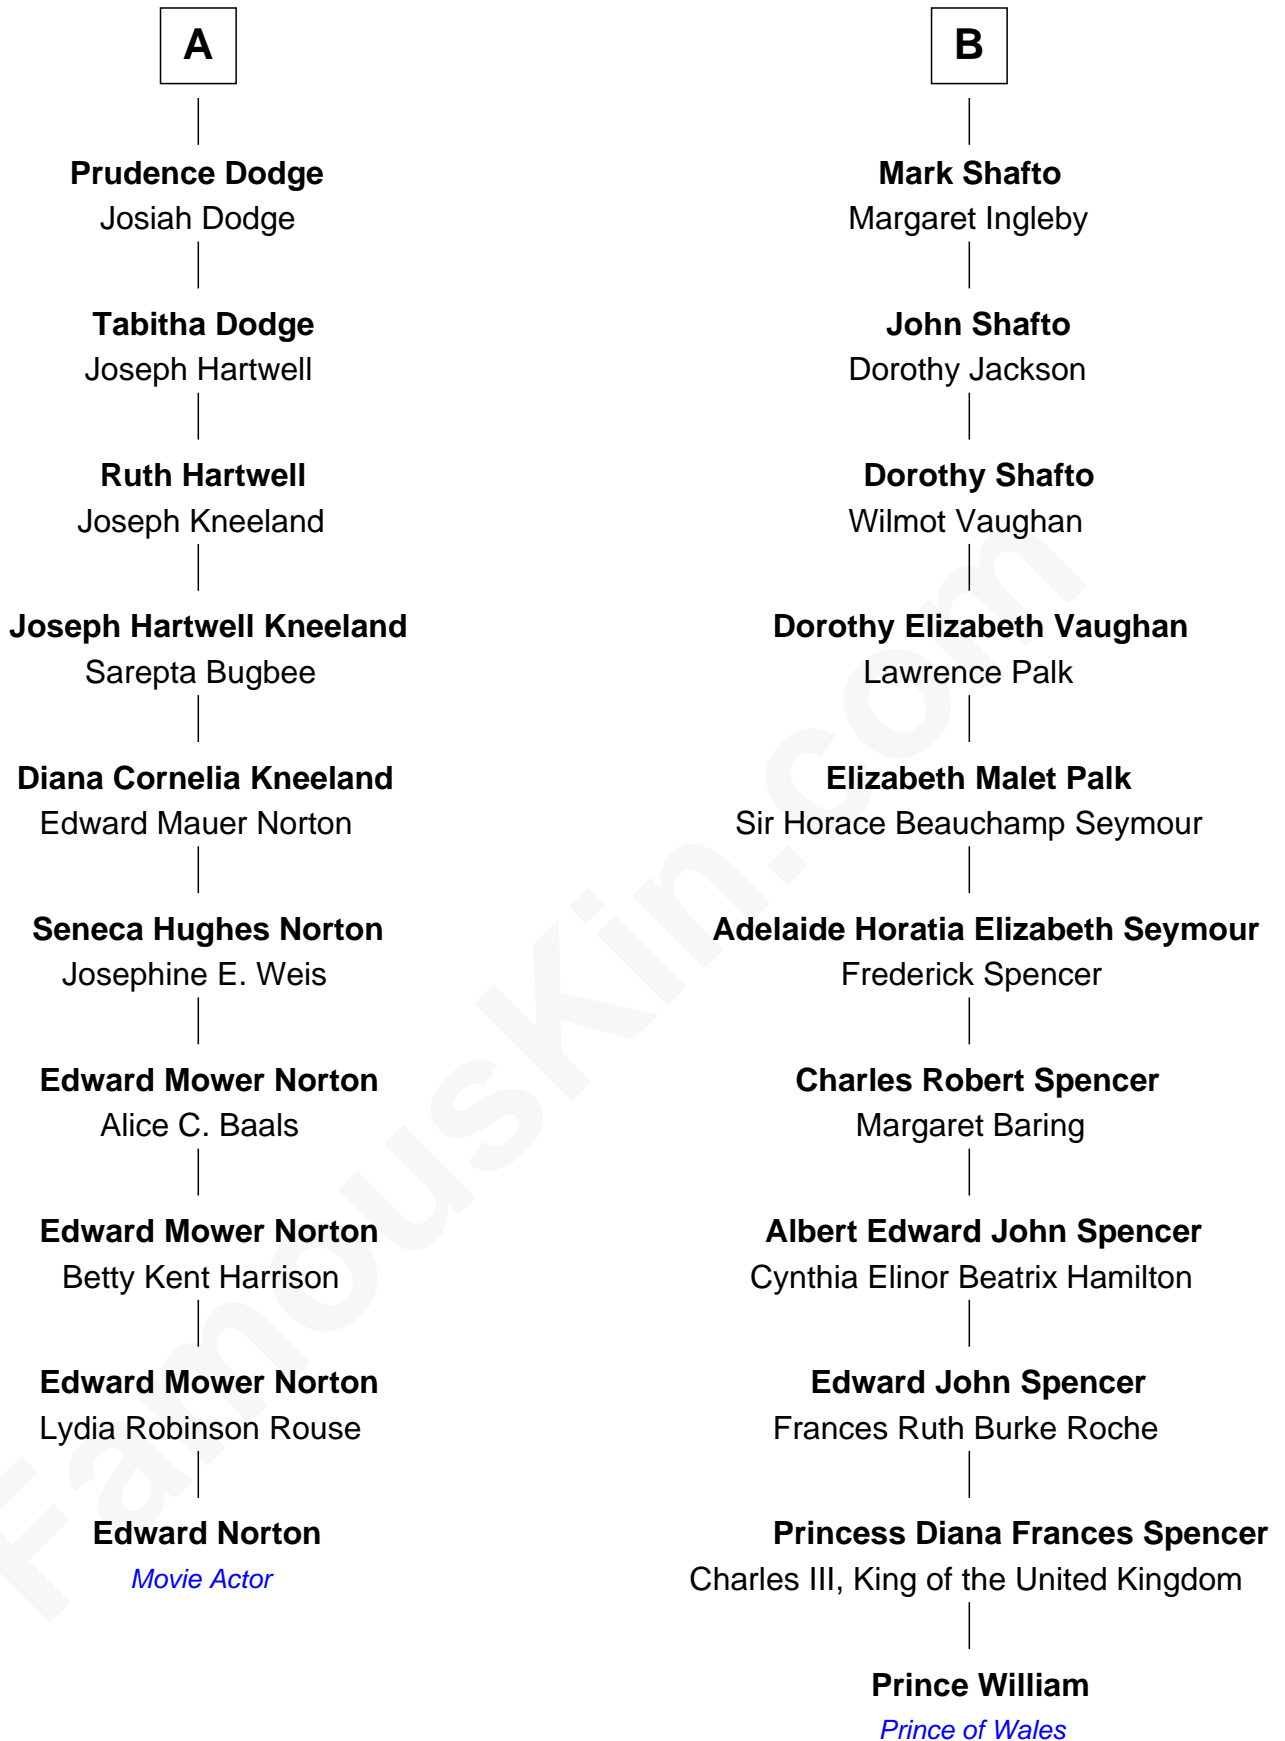 A
Prudence Dodge
Josiah Dodge
Tabitha Dodge
Joseph Hartwell
Ruth Hartwell
Joseph Kneeland
Joseph Hartwell Kneeland
Sarepta Bugbee
Diana Cornelia Kneeland
Edward Mauer Norton
Seneca Hughes Norton
Josephine E. Weis
Edward Mower Norton
Alice C. Baals
Edward Mower Norton
Betty Kent Harrison
Edward Mower Norton
Lydia Robinson Rouse
Edward Norton
Movie Actor
B
Mark Shafto
Margaret Ingleby
John Shafto
Dorothy Jackson
Dorothy Shafto
Wilmot Vaughan
Dorothy Elizabeth Vaughan
Lawrence Palk
Elizabeth Malet Palk
Sir Horace Beauchamp Seymour
Adelaide Horatia Elizabeth Seymour
Frederick Spencer
Charles Robert Spencer
Margaret Baring
Albert Edward John Spencer
Cynthia Elinor Beatrix Hamilton
Edward John Spencer
Frances Ruth Burke Roche
Princess Diana Frances Spencer
Charles III, King of the United Kingdom
Prince William
Prince of Wales
FamousKin.com